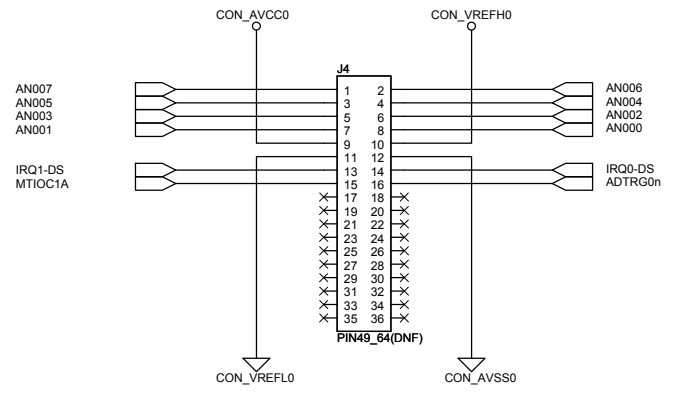 CON_AVCC0 CON_VREFH0
J4
AN007 1 2 AN006
AN005 3 4 AN004
AN003 5 6 AN002
AN001 7 8 AN000
9 10
11 12
IRQ1-DS 13 14 IRQ0-DS
MTIOC1A 15 16 ADTRG0n
17 18
19 20
21 22
23 24
25 26
27 28
29 30
31 32
33 34
35 36
PIN49_64(DNF)
CON_VREFL0 CON_AVSS0